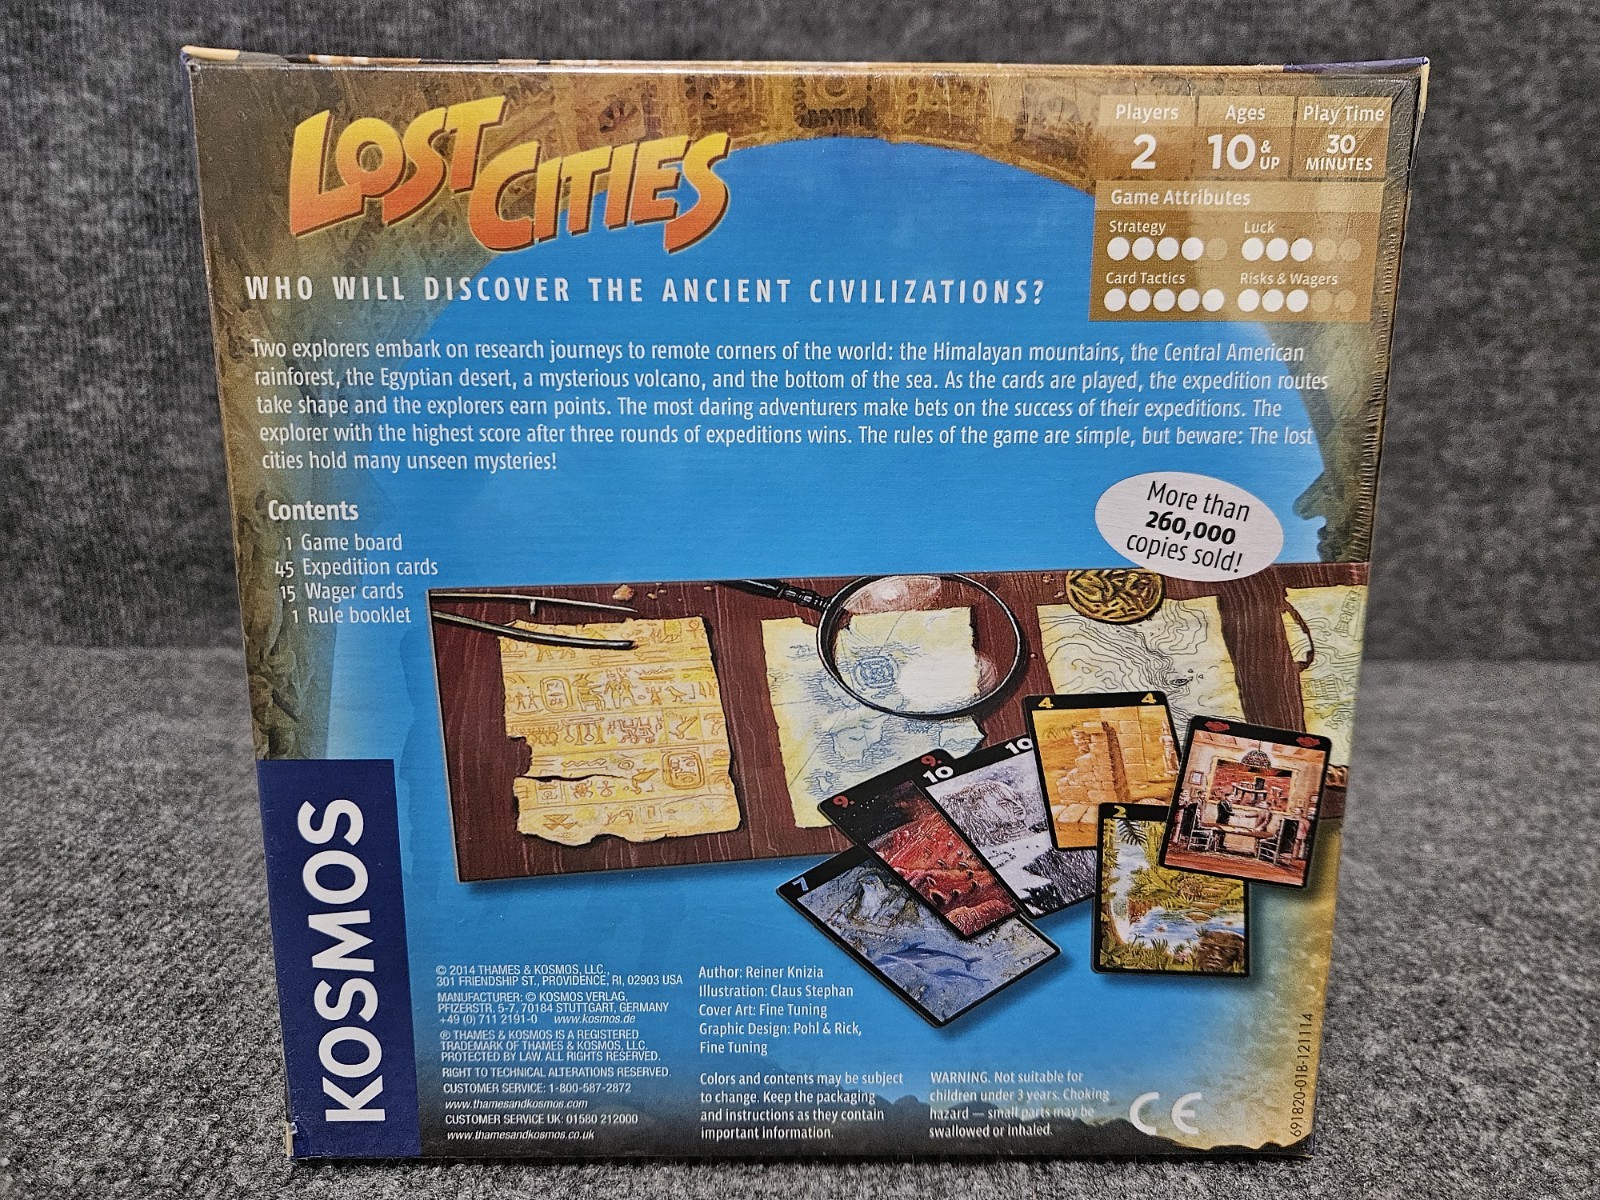 LOST CITIES
Players
2
Ages
10 & UP
Play Time
30
MINUTES
Game Attributes
Strategy
Luck
Card Tactics
Risks & Wagers
WHO WILL DISCOVER THE ANCIENT CIVILIZATIONS?
Two explorers embark on research journeys to remote corners of the world: the Himalayan mountains, the Central American
rainforest, the Egyptian desert, a mysterious volcano, and the bottom of the sea. As the cards are played, the expedition routes
take shape and the explorers earn points. The most daring adventurers make bets on the success of their expeditions. The
explorer with the highest score after three rounds of expeditions wins. The rules of the game are simple, but beware: The lost
cities hold many unseen mysteries!
Contents
1 Game board
45 Expedition cards
15 Wager cards
1 Rule booklet
More than
260,000
copies sold!
4 4
10
9.
10
9.
2
7
KOSMOS
© 2014 THAMES & KOSMOS, LLC.,
301 FRIENDSHIP ST., PROVIDENCE, RI, 02903 USA
MANUFACTURER: © KOSMOS VERLAG,
PFIZERSTR. 5-7, 70184 STUTTGART, GERMANY
+49 (0) 711 2191-0 www.kosmos.de
® THAMES & KOSMOS IS A REGISTERED
TRADEMARK OF THAMES & KOSMOS, LLC.
PROTECTED BY LAW. ALL RIGHTS RESERVED.
RIGHT TO TECHNICAL ALTERATIONS RESERVED.
CUSTOMER SERVICE: 1-800-587-2872
www.thamesandkosmos.com
CUSTOMER SERVICE UK: 01580 212000
www.thamesandkosmos.co.uk
Author: Reiner Knizia
Illustration: Claus Stephan
Cover Art: Fine Tuning
Graphic Design: Pohl & Rick,
Fine Tuning
Colors and contents may be subject
to change. Keep the packaging
and instructions as they contain
important information.
WARNING. Not suitable for
children under 3 years. Choking
hazard — small parts may be
swallowed or inhaled.
CE
691820-01B-121114